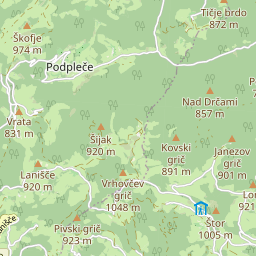 Tičje brdo
872 m
Škofje
974 m
Podpleče
Nad Drčami
857 m
Vrata
831 m
Šijak
920 m
Kovski
grič
891 m
Janezov
grič
901 m
Lanišče
920 m
Vrhovčev
grič
1048 m
Štor
1005 m
Pivski grič
923 m